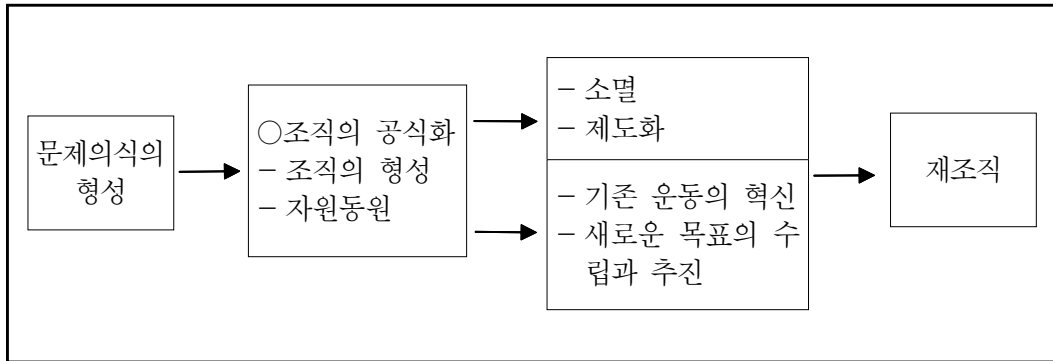 문제의식의
형성
○조직의 공식화
- 조직의 형성
- 자원동원
- 소멸
- 제도화
- 기존 운동의 혁신
- 새로운 목표의 수
립과 추진
재조직